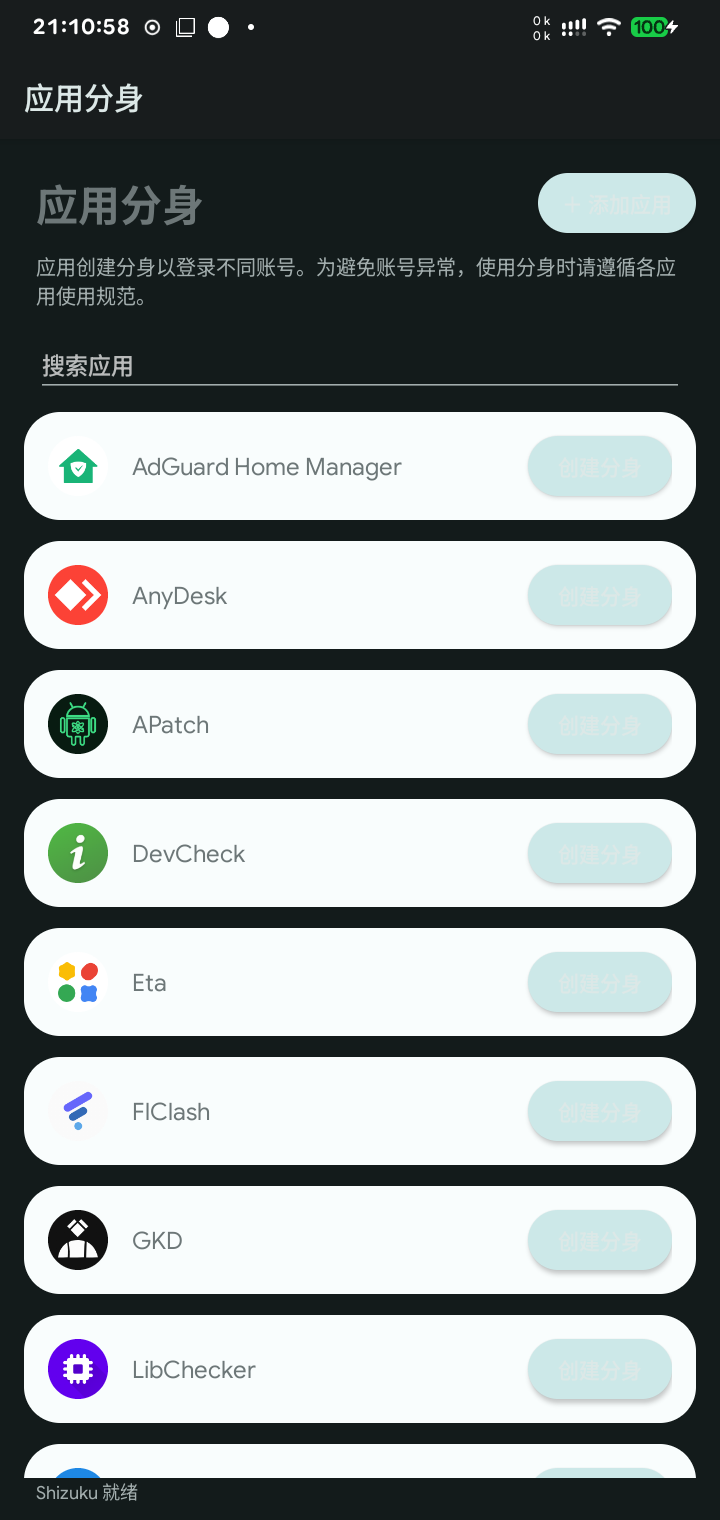 21:10:58
0 k
0 k
100
应用分身
应用分身
+ 添加应用
应用创建分身以登录不同账号。为避免账号异常，使用分身时请遵循各应
用使用规范。
搜索应用
AdGuard Home Manager
创建分身
AnyDesk
创建分身
APatch
创建分身
DevCheck
创建分身
Eta
创建分身
FlClash
创建分身
GKD
创建分身
LibChecker
创建分身
Shizuku 就绪